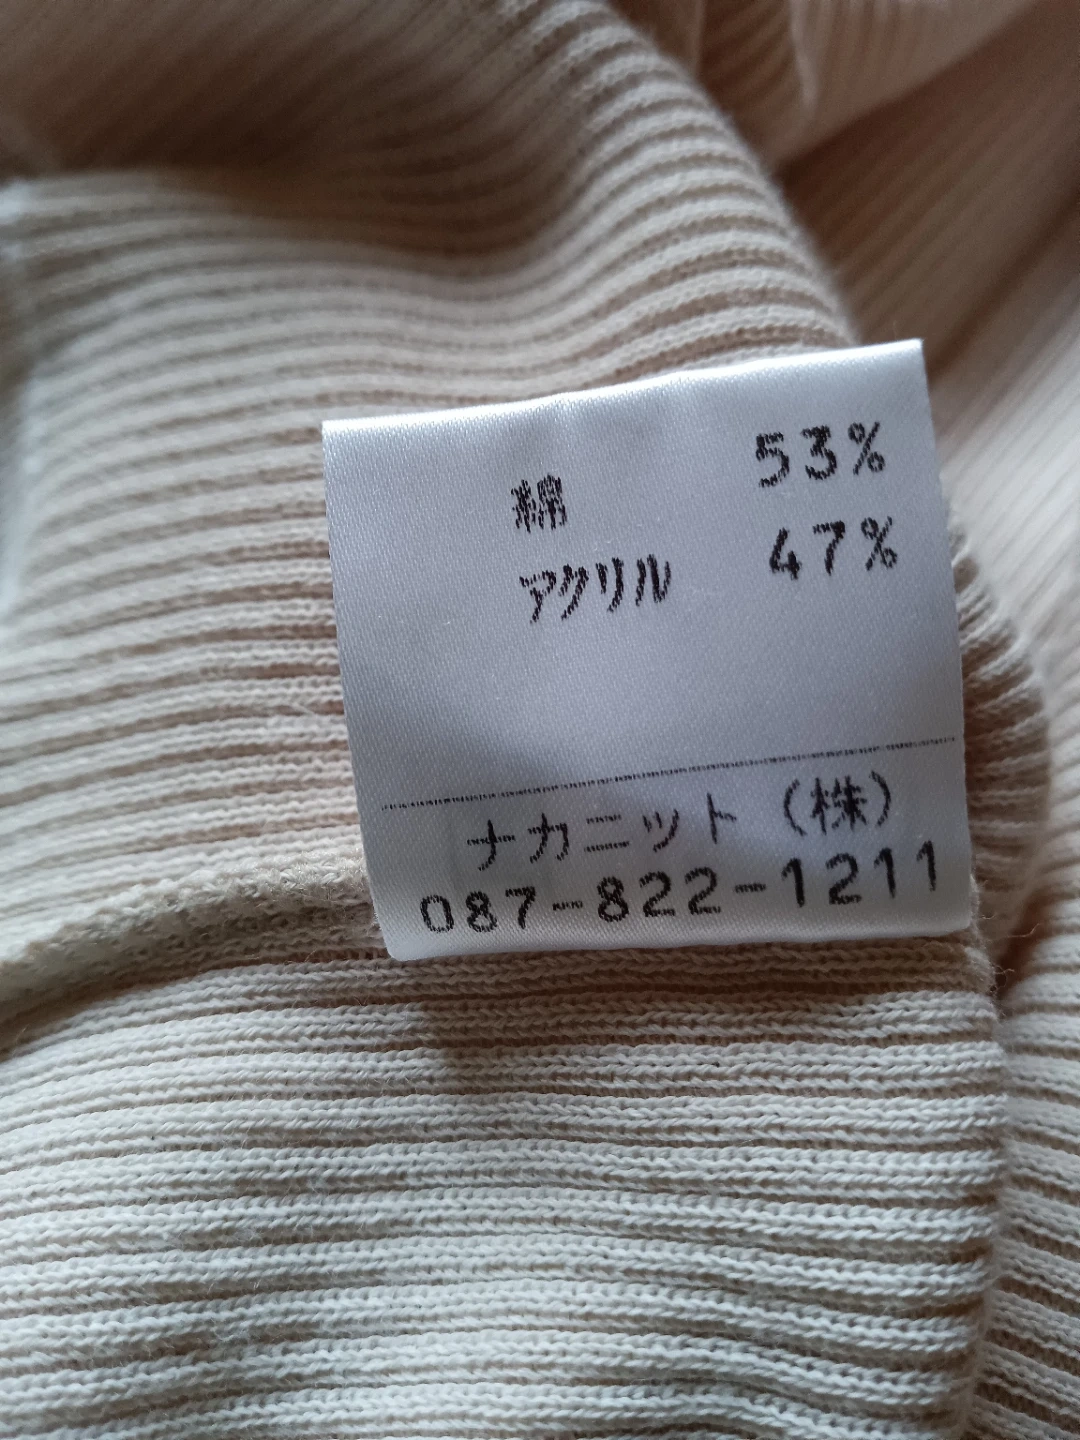 綿 53%
アクリル 47%
ナカニット(株)
087-822-1211